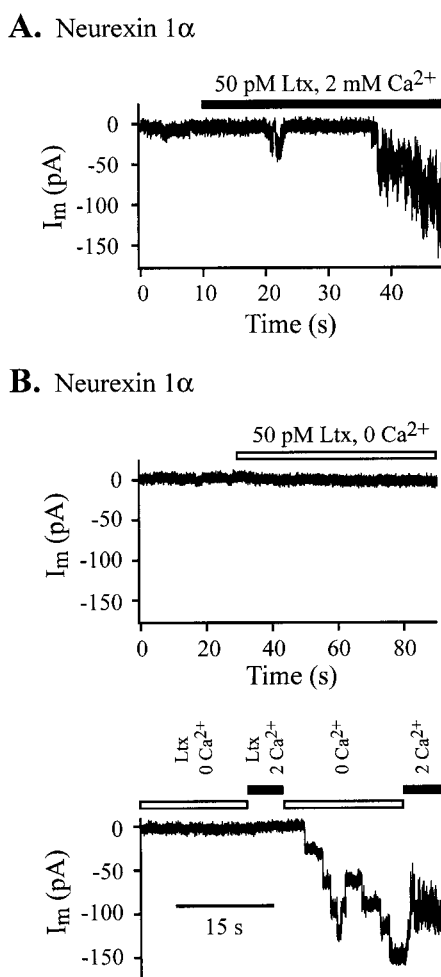 A. Neurexin 1α
50 pM Ltx, 2 mM Ca2+
0
-50
-100
-150
Im (pA)
0 10 20 30 40
Time (s)
B. Neurexin 1α
50 pM Ltx, 0 Ca2+
0
-50
-100
-150
Im (pA)
0 20 40 60 80
Time (s)
Ltx
0 Ca2+
Ltx
2 Ca2+
0 Ca2+
2 Ca2+
0
-50
-100
-150
Im (pA)
15 s